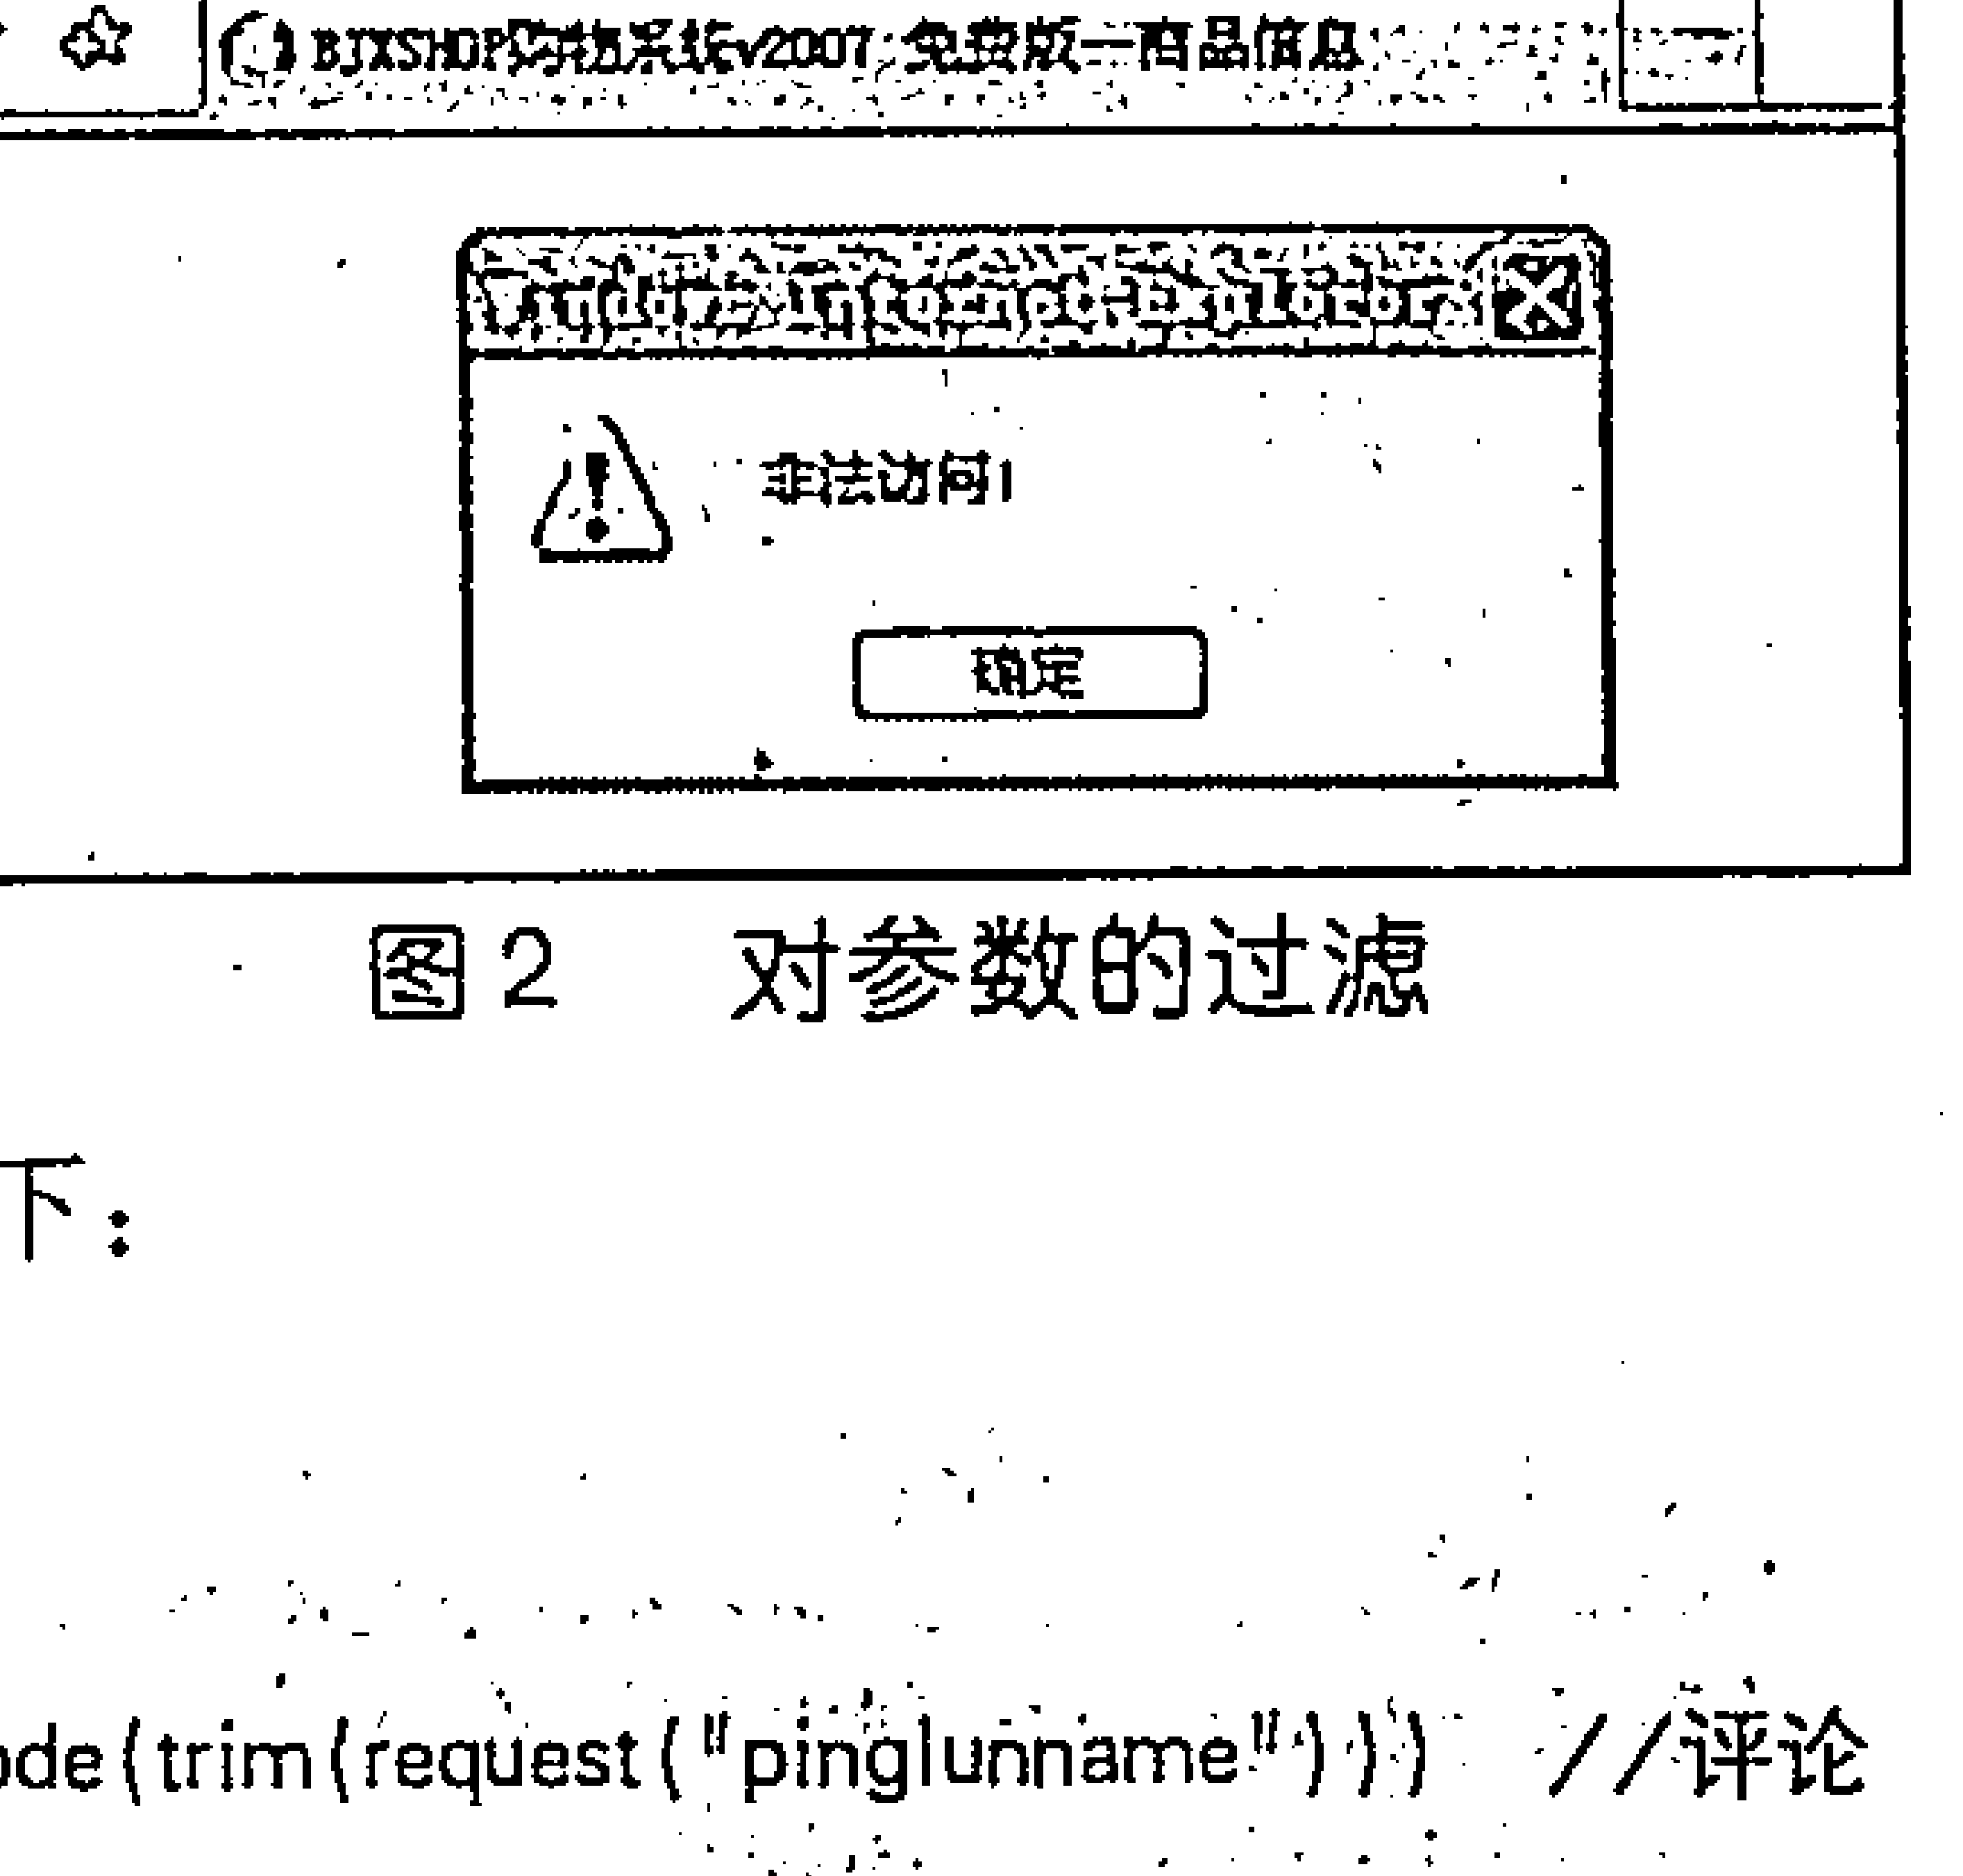 BJXSHOP购物系统v2007 免费版—商品信息
Windows Internet Explorer
非法访问!
确定
图2 对参数的过滤
下:
ode(trim(request("pinglunname"))) //评论